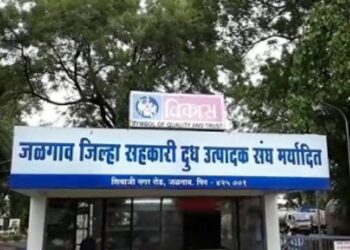 विकास
SYMBOL OF QUALITY AND TRUST
जळगाव जिल्हा सहकारी दुध उत्पादक संघ मर्यादित
शिवाजी नगर रोड, जळगाव. पिन - ४२५ ००१